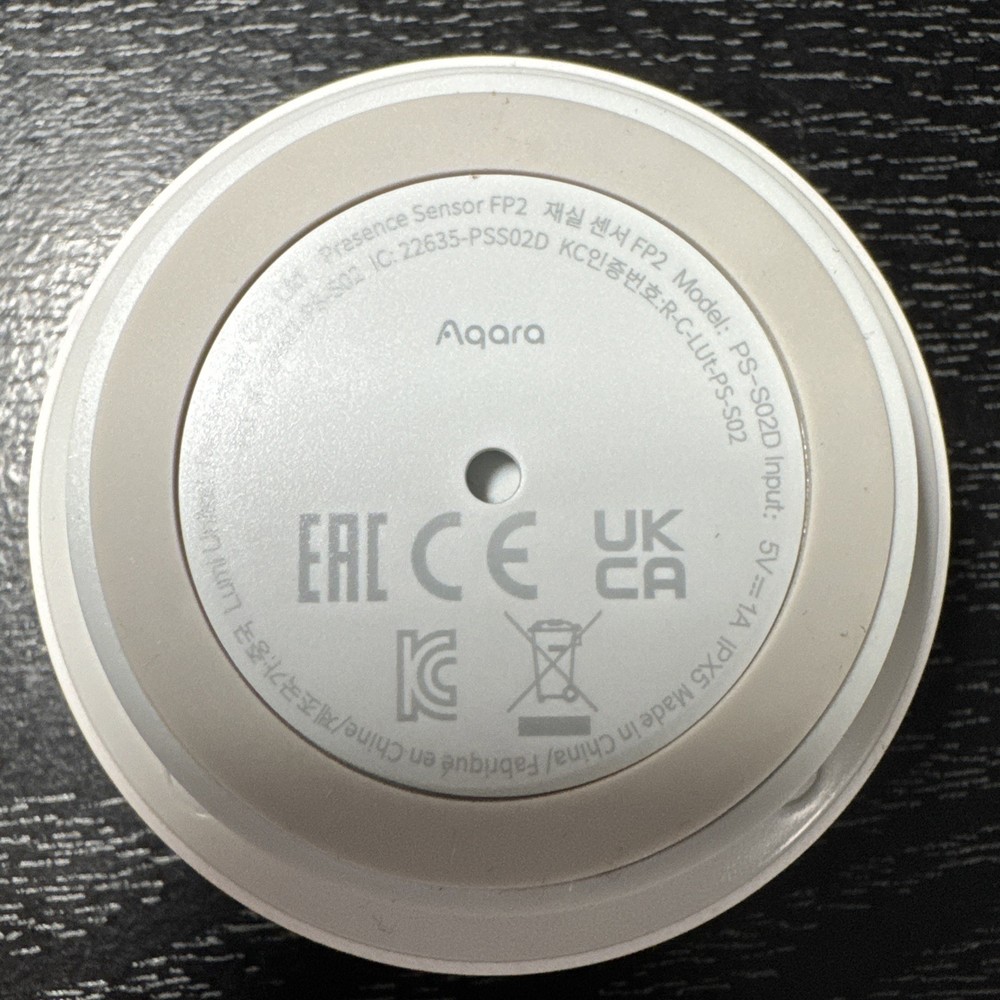 Presence Sensor FP2 재실 센서 FP2 Model: PS-S02D Input: 5V⎓1A IPX5 Made in China/ Fabriqué en Chine/제조국가:중국 Lumi
IC: 22635-PSS02D KC인증번호:R-C-LUt-PS-S02
Aqara
EAC CE UK
CA
KC